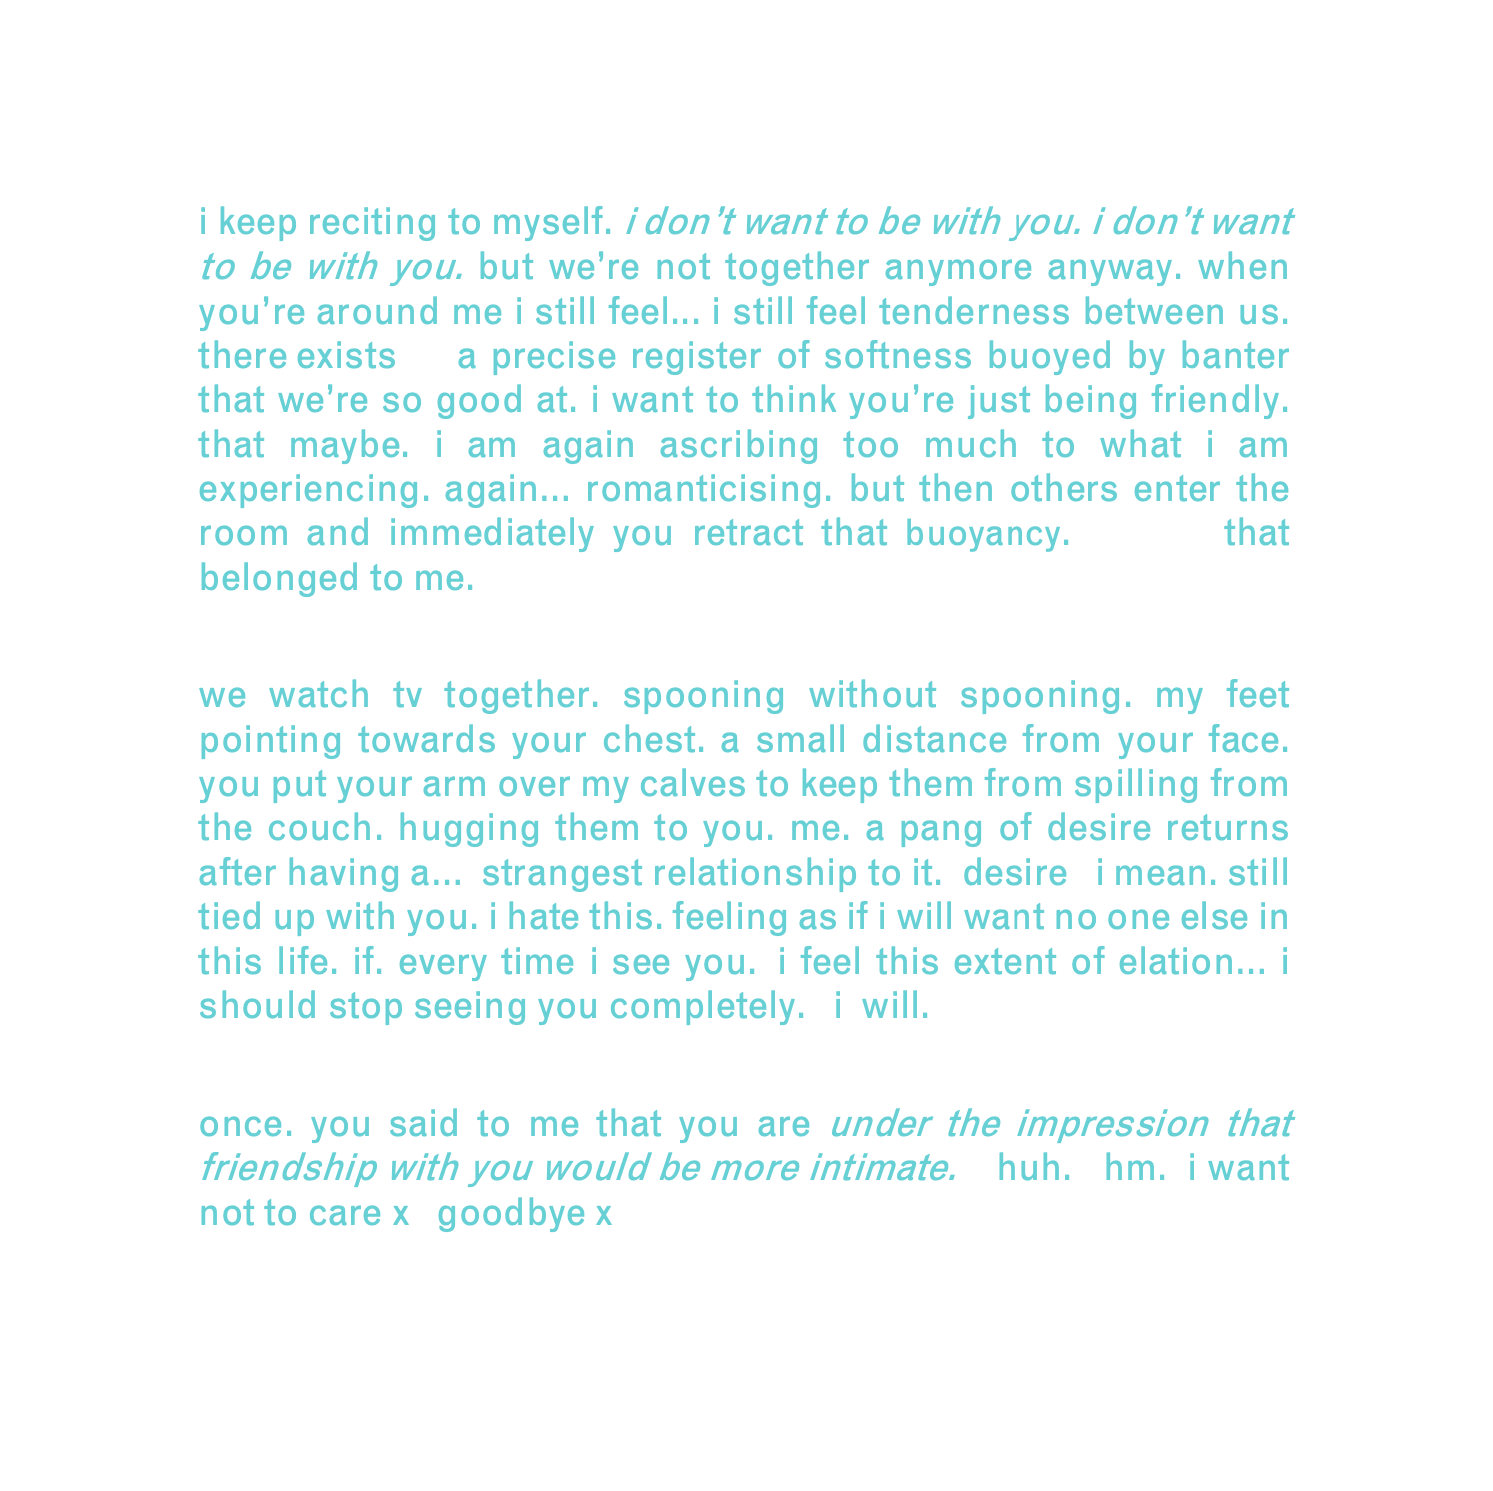 i keep reciting to myself. i don’t want to be with you. i don’t want
to be with you. but we’re not together anymore anyway. when
you’re around me i still feel... i still feel tenderness between us.
there exists    a precise register of softness buoyed by banter
that we’re so good at. i want to think you’re just being friendly.
that maybe. i am again ascribing too much to what i am
experiencing. again... romanticising. but then others enter the
room and immediately you retract that buoyancy.          that
belonged to me.

we watch tv together. spooning without spooning. my feet
pointing towards your chest. a small distance from your face.
you put your arm over my calves to keep them from spilling from
the couch. hugging them to you. me. a pang of desire returns
after having a...  strangest relationship to it.  desire   i mean. still
tied up with you. i hate this. feeling as if i will want no one else in
this life. if. every time i see you.  i feel this extent of elation... i
should stop seeing you completely.   i  will.

once. you said to me that you are under the impression that
friendship with you would be more intimate.    huh.   hm.  i want
not to care x   goodbye x